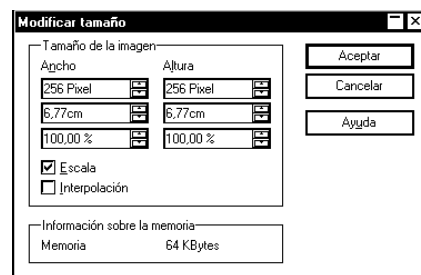 Modificar tamaño
Tamaño de la imagen
Ancho Altura
256 Pixel 256 Pixel
6,77cm 6,77cm
100,00 % 100,00 %
Escala
Interpolación
Aceptar
Cancelar
Ayuda
Información sobre la memoria
Memoria 64 KBytes